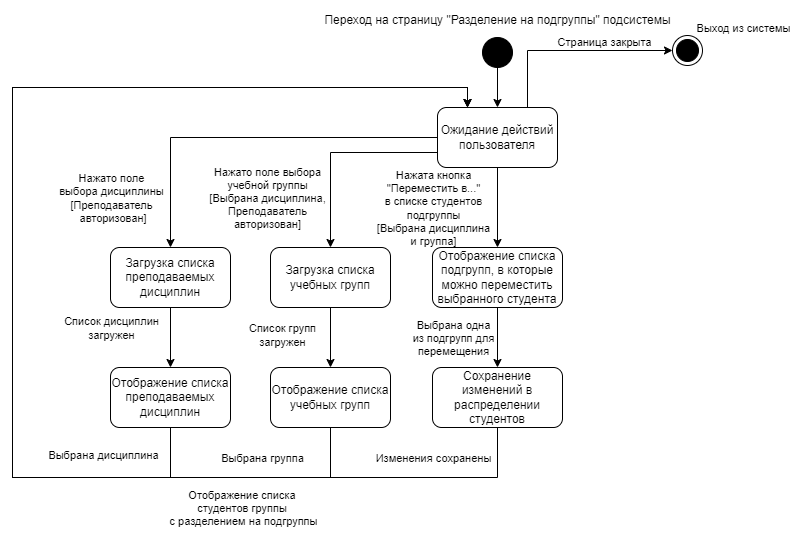 Переход на страницу "Разделение на подгруппы" подсистемы
Выход из системы
Страница закрыта
Ожидание действий
пользователя
Нажато поле
выбора дисциплины
[Преподаватель
авторизован]
Нажато поле выбора
учебной группы
[Выбрана дисциплина,
Преподаватель
авторизован]
Нажата кнопка
"Переместить в..."
в списке студентов
подгруппы
[Выбрана дисциплина
и группа]
Загрузка списка
преподаваемых
дисциплин
Загрузка списка
учебных групп
Отображение списка
подгрупп, в которые
можно переместить
выбранного студента
Список дисциплин
загружен
Список групп
загружен
Выбрана одна
из подгрупп для
перемещения
Отображение списка
преподаваемых
дисциплин
Отображение списка
учебных групп
Сохранение
изменений в
распределении
студентов
Выбрана дисциплина
Выбрана группа
Изменения сохранены
Отображение списка
студентов группы
с разделением на подгруппы